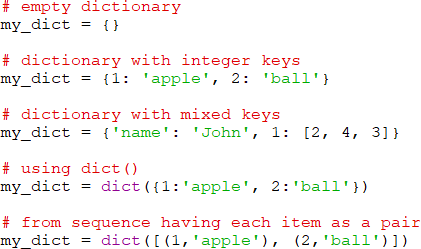 # empty dictionary
my_dict = {}
# dictionary with integer keys
my_dict = {1: 'apple', 2: 'ball'}
# dictionary with mixed keys
my_dict = {'name': 'John', 1: [2, 4, 3]}
# using dict()
my_dict = dict({1:'apple', 2:'ball'})
# from sequence having each item as a pair
my_dict = dict([(1,'apple'), (2,'ball')])